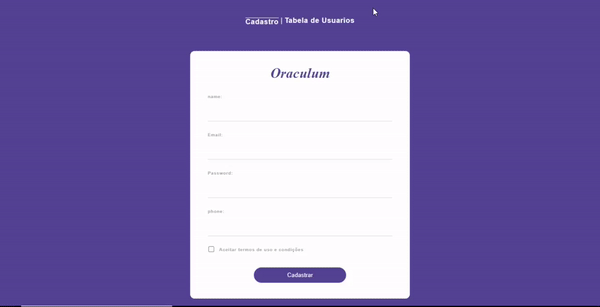 Cadastro | Tabela de Usuarios
Oraculum
name:
Email
Password:
phone:
Aceitar termos de uso e condições
Cadastrar